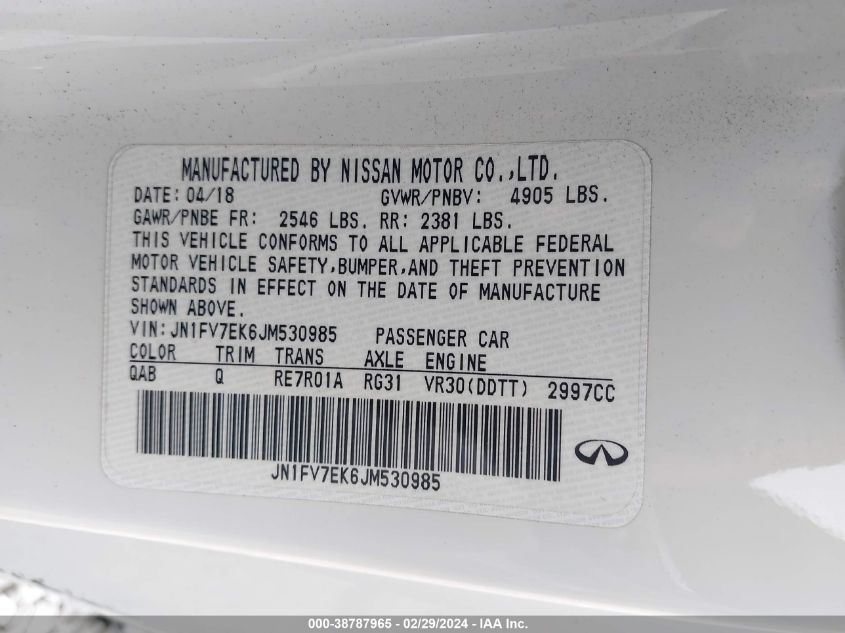 MANUFACTURED BY NISSAN MOTOR CO.,LTD.
DATE: 04/18 GVWR/PNBV: 4905 LBS.
GAWR/PNBE FR: 2546 LBS. RR: 2381 LBS.
THIS VEHICLE CONFORMS TO ALL APPLICABLE FEDERAL
MOTOR VEHICLE SAFETY,BUMPER,AND THEFT PREVENTION
STANDARDS IN EFFECT ON THE DATE OF MANUFACTURE
SHOWN ABOVE.
VIN: JN1FV7EK6JM530985 PASSENGER CAR
COLOR TRIM TRANS AXLE ENGINE
QAB Q RE7R01A RG31 VR30(DDTT) 2997CC
JN1FV7EK6JM530985
000-38787965 - 02/29/2024 - IAA Inc.